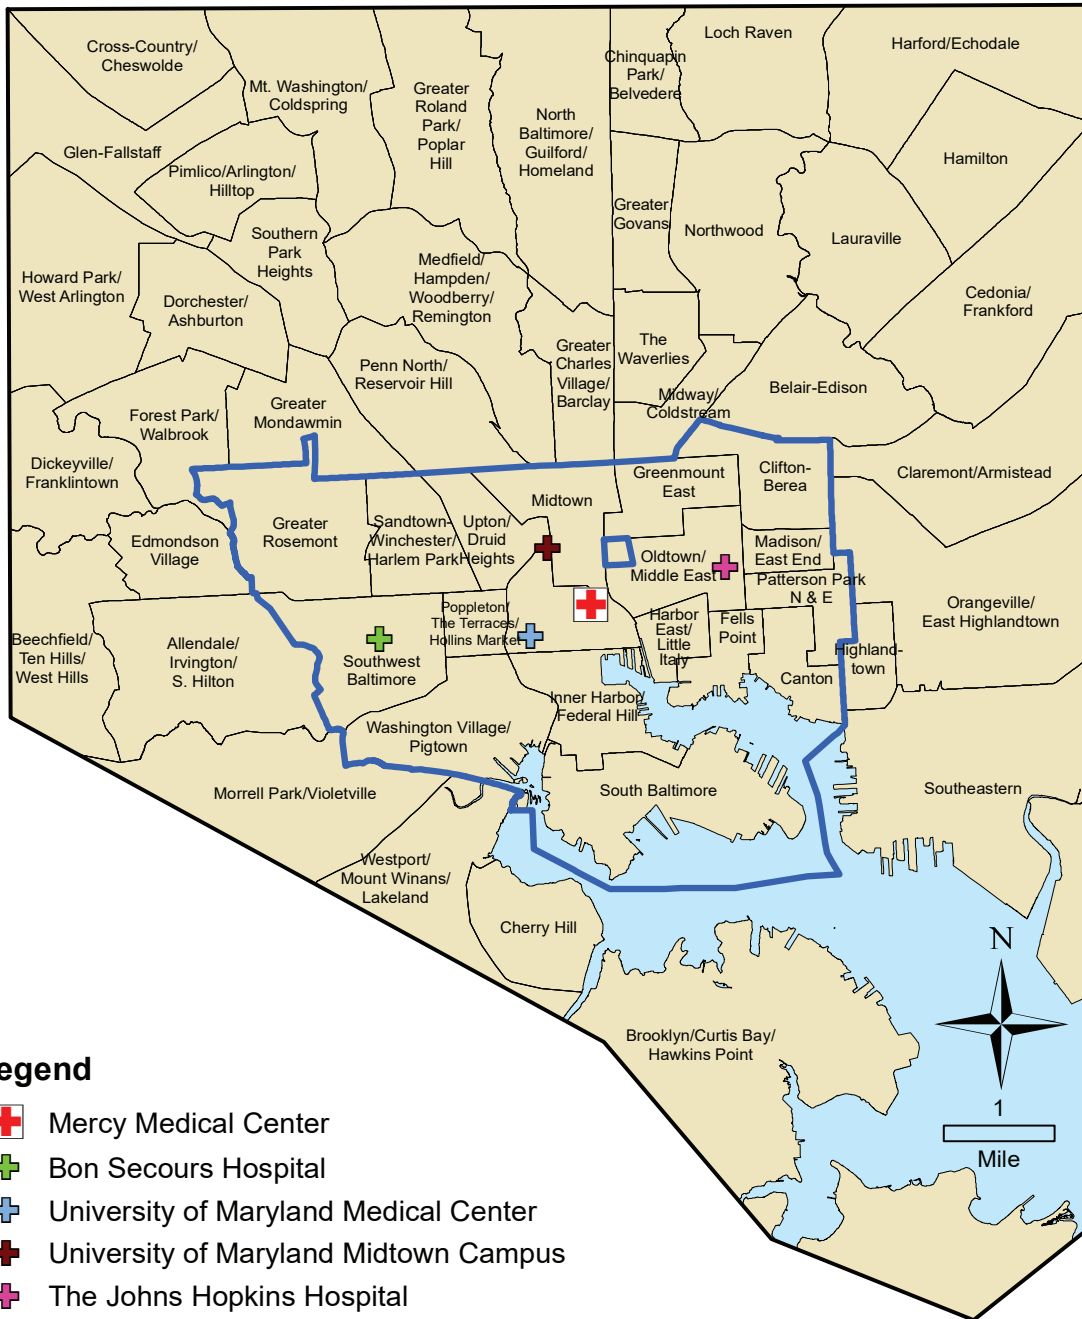 Cross-Country/
Cheswolde
Mt. Washington/
Coldspring
Greater
Roland
Park/
Poplar
Hill
North
Baltimore/
Guilford/
Homeland
Chinquapin
Park/
Belvedere
Loch Raven
Harford/Echodale
Glen-Fallstaff
Pimlico/Arlington/
Hilltop
Hamilton
Southern
Park
Heights
Greater
Govans
Northwood
Lauraville
Howard Park/
West Arlington
Dorchester/
Ashburton
Medfield/
Hampden/
Woodberry/
Remington
Cedonia/
Frankford
Penn North/
Reservoir Hill
Greater
Charles
Village/
Barclay
The
Waverlies
Midway/
Coldstream
Belair-Edison
Forest Park/
Walbrook
Greater
Mondawmin
Dickeyville/
Franklintown
Greenmount
East
Clifton-
Berea
Claremont/Armistead
Edmondson
Village
Greater
Rosemont
Sandtown-
Winchester/
Harlem Park
Upton/
Druid
Heights
Midtown
Oldtown/
Middle East
Madison/
East End
Patterson Park
N & E
Orangeville/
East Highlandtown
Beechfield/
Ten Hills/
West Hills
Allendale/
Irvington/
S. Hilton
Southwest
Baltimore
Poppleton/
The Terraces/
Hollins Market
Harbor
East/
Little
Italy
Fells
Point
Highland-
town
Canton
Washington Village/
Pigtown
Inner Harbor/
Federal Hill
Morrell Park/Violetville
South Baltimore
Southeastern
Westport/
Mount Winans/
Lakeland
Cherry Hill
Brooklyn/Curtis Bay/
Hawkins Point
N
1
Mile
egend
Mercy Medical Center
Bon Secours Hospital
University of Maryland Medical Center
University of Maryland Midtown Campus
The Johns Hopkins Hospital